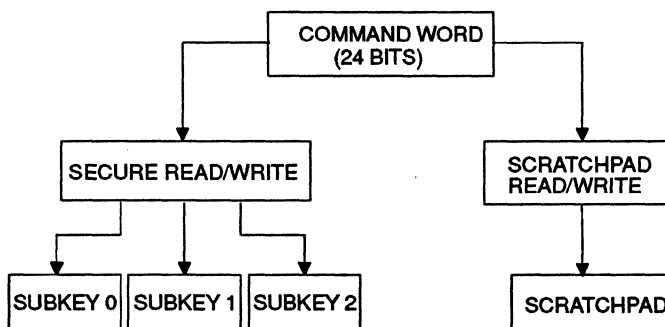 COMMAND WORD
(24 BITS)
SECURE READ/WRITE
SCRATCHPAD
READ/WRITE
SUBKEY 0
SUBKEY 1
SUBKEY 2
SCRATCHPAD